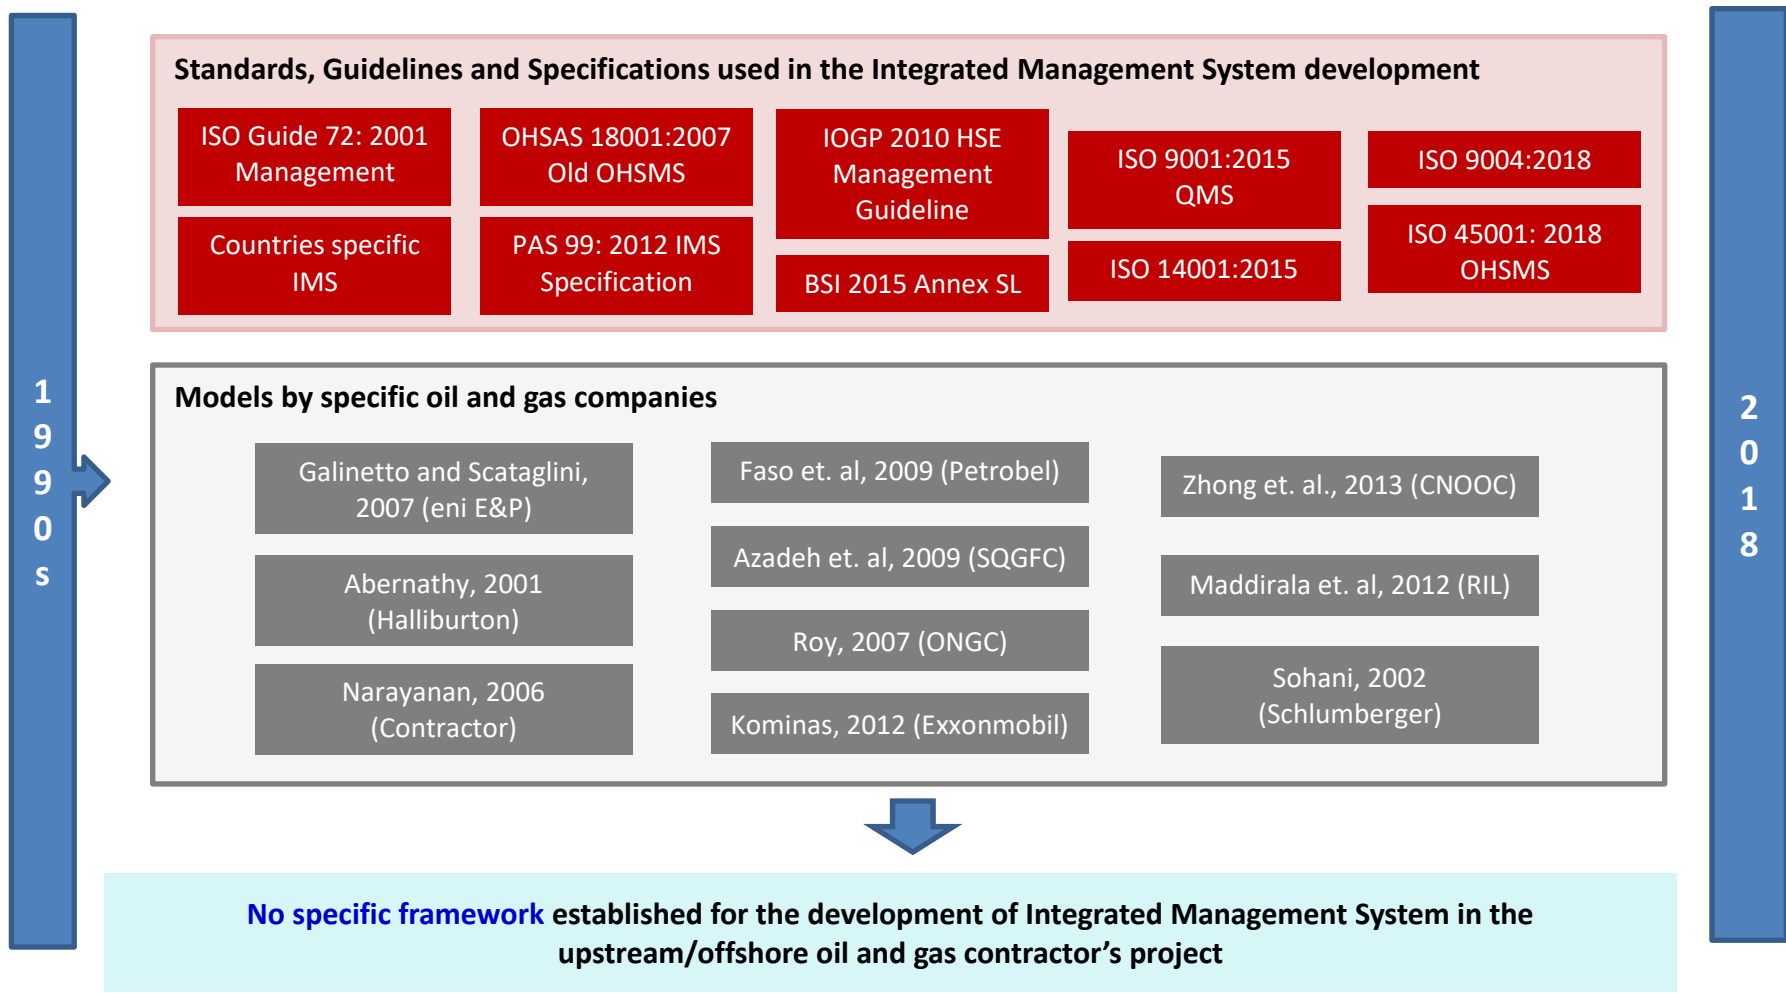 1
9
9
0
s
Standards, Guidelines and Specifications used in the Integrated Management System development
ISO Guide 72: 2001
Management
Countries specific
IMS
OHSAS 18001:2007
Old OHSMS
PAS 99: 2012 IMS
Specification
IOGP 2010 HSE
Management
Guideline
BSI 2015 Annex SL
ISO 9001:2015
QMS
ISO 14001:2015
ISO 9004:2018
ISO 45001: 2018
OHSMS
Models by specific oil and gas companies
Galinetto and Scataglini,
2007 (eni E&P)
Abernathy, 2001
(Halliburton)
Narayanan, 2006
(Contractor)
Faso et. al, 2009 (Petrobel)
Azadeh et. al, 2009 (SQGFC)
Roy, 2007 (ONGC)
Kominas, 2012 (Exxonmobil)
Zhong et. al., 2013 (CNOOC)
Maddirala et. al, 2012 (RIL)
Sohani, 2002
(Schlumberger)
No specific framework established for the development of Integrated Management System in the
upstream/offshore oil and gas contractor’s project
2
0
1
8